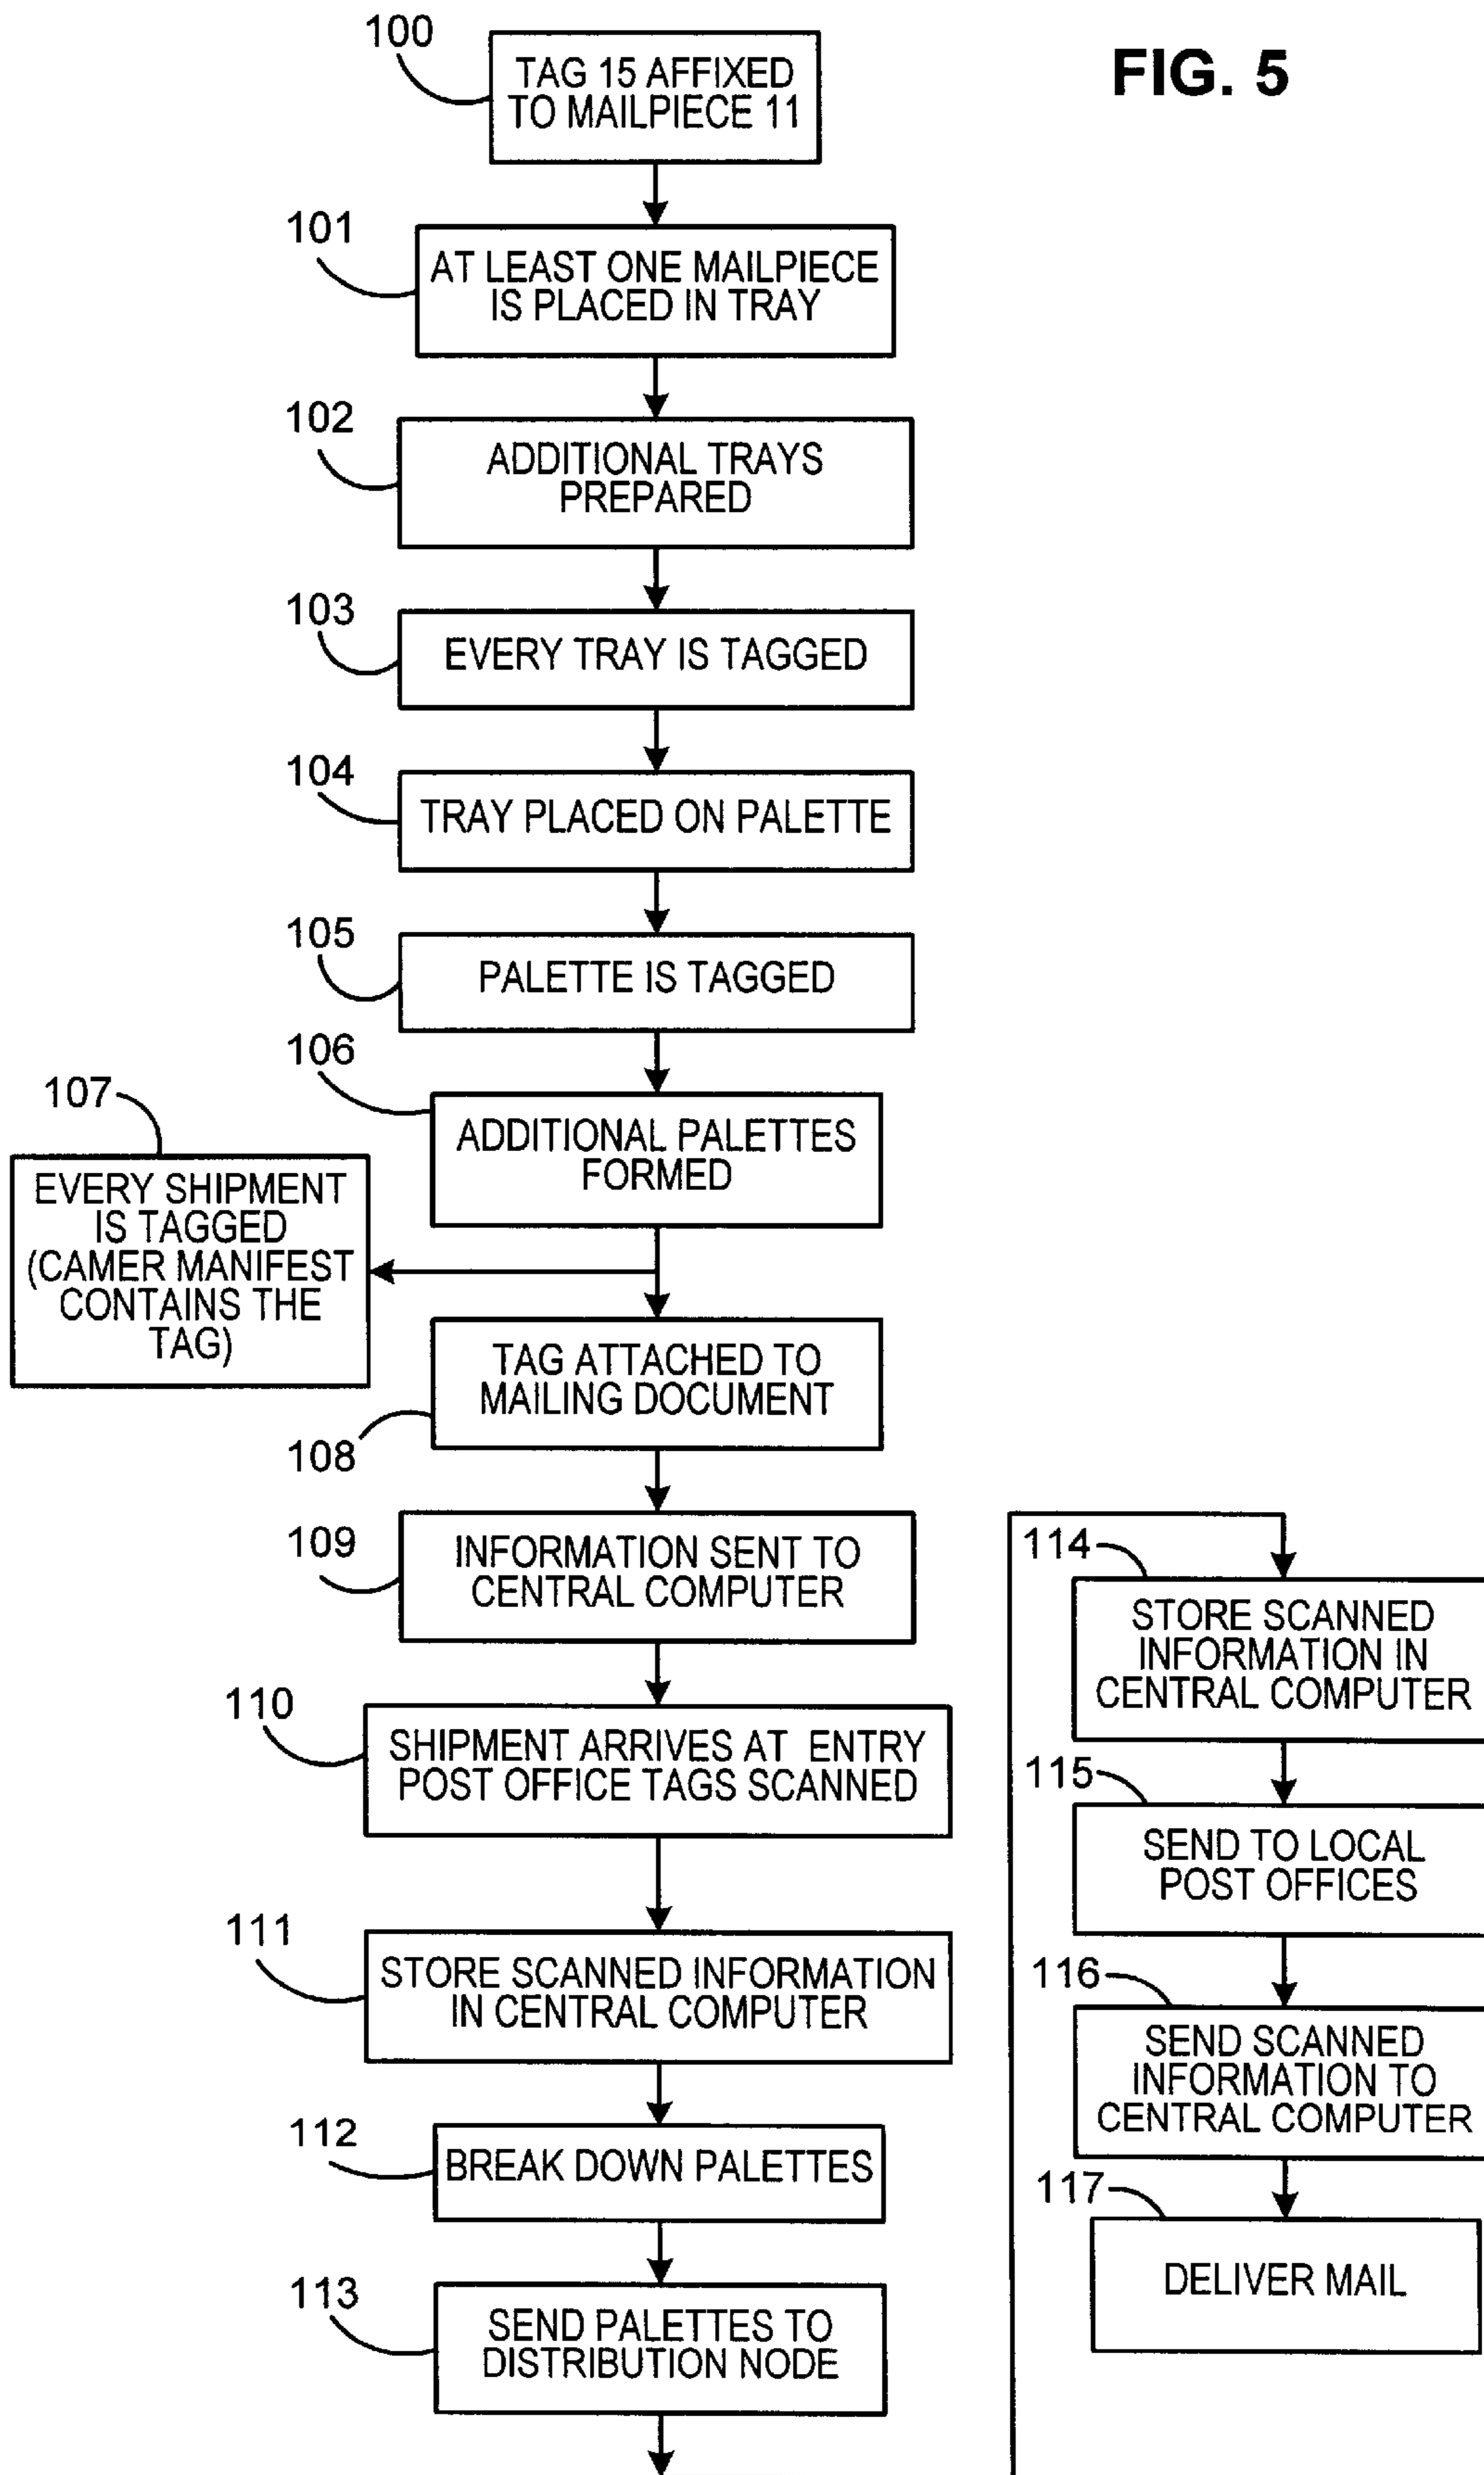 FIG. 5
100
TAG 15 AFFIXED
TO MAILPIECE 11
101
AT LEAST ONE MAILPIECE
IS PLACED IN TRAY
102
ADDITIONAL TRAYS
PREPARED
103
EVERY TRAY IS TAGGED
104
TRAY PLACED ON PALETTE
105
PALETTE IS TAGGED
106
ADDITIONAL PALETTES
FORMED
107
EVERY SHIPMENT
IS TAGGED
(CAMER MANIFEST
CONTAINS THE
TAG)
TAG ATTACHED TO
MAILING DOCUMENT
108
109
INFORMATION SENT TO
CENTRAL COMPUTER
110
SHIPMENT ARRIVES AT ENTRY
POST OFFICE TAGS SCANNED
111
STORE SCANNED INFORMATION
IN CENTRAL COMPUTER
112
BREAK DOWN PALETTES
113
SEND PALETTES TO
DISTRIBUTION NODE
114
STORE SCANNED
INFORMATION IN
CENTRAL COMPUTER
115
SEND TO LOCAL
POST OFFICES
116
SEND SCANNED
INFORMATION TO
CENTRAL COMPUTER
117
DELIVER MAIL